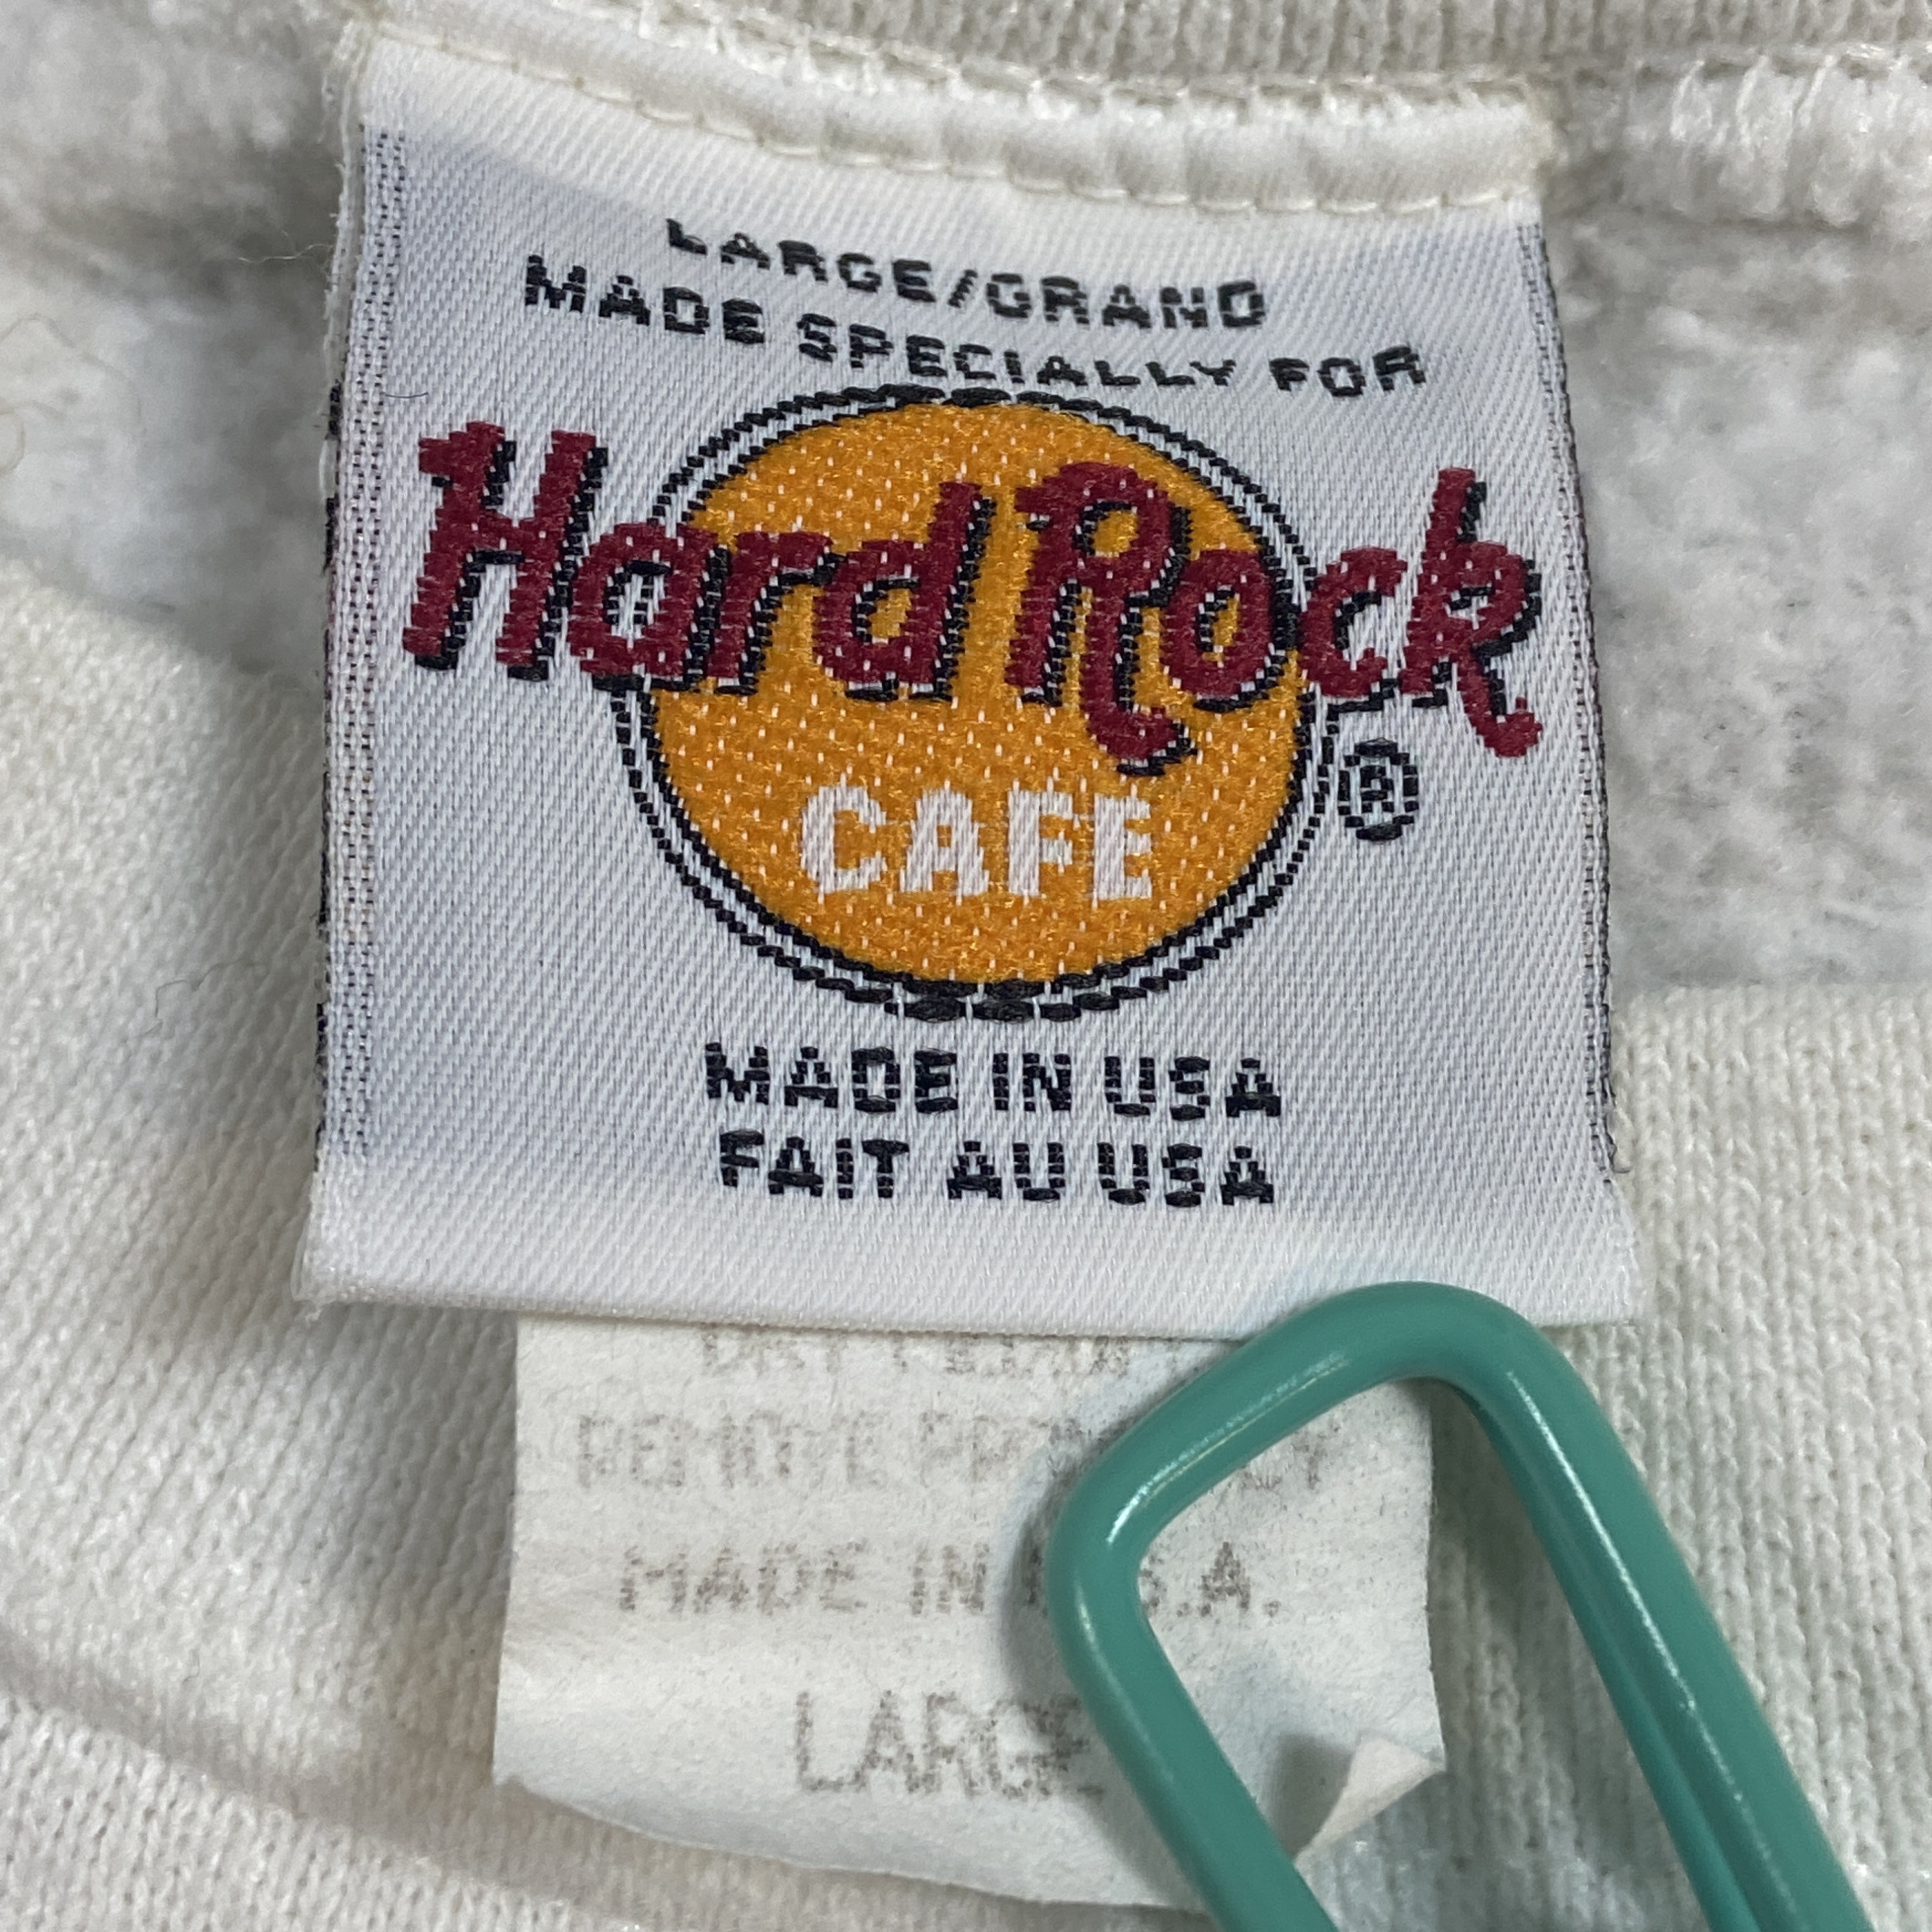 LARGE/GRAND
MADE SPECIALLY FOR
Hard Rock
CAFE
®
MADE IN USA
FAIT AU USA
MADE IN U.S.A.
LARGE